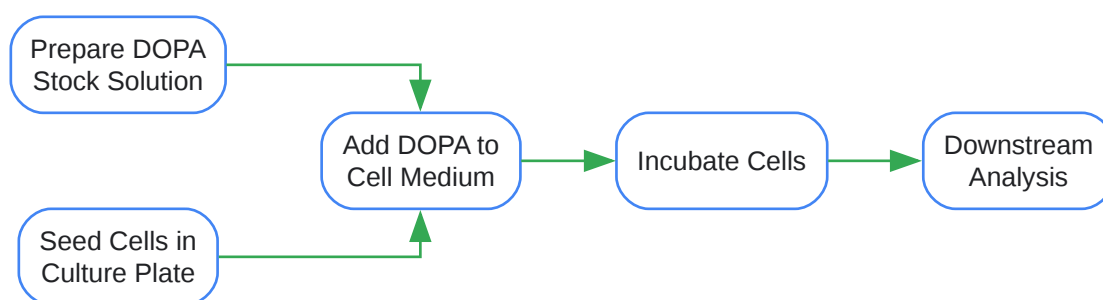 Prepare DOPA
Stock Solution
Seed Cells in
Culture Plate
Add DOPA to
Cell Medium
Incubate Cells
Downstream
Analysis